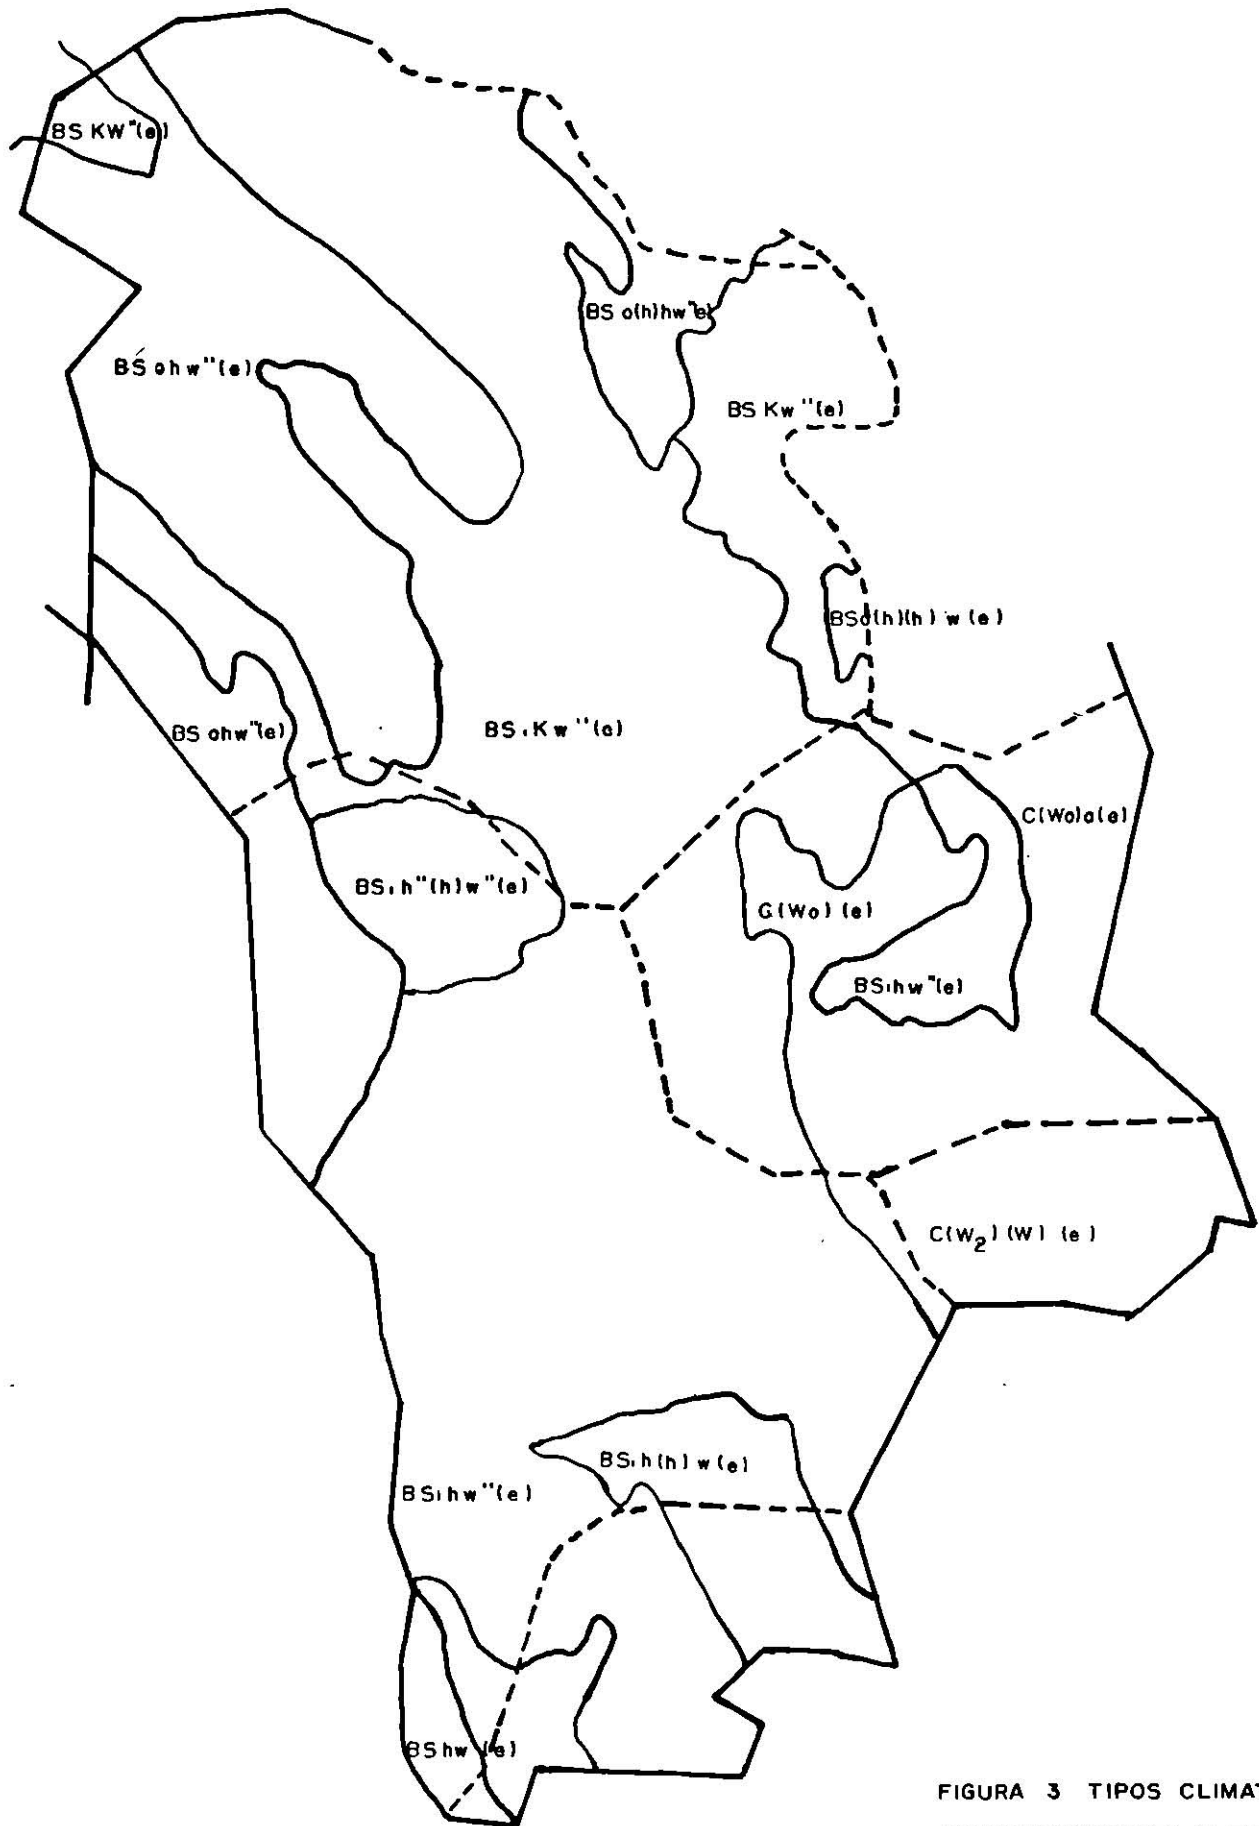 BS KW"(e)
BS o(h)hw"e)
BS ohw"(e)
BS Kw"(e)
BSo(h)(h) w (e)
BS ohw"(e)
BS₁Kw"(e)
C(Wo)a(e)
BS₁h"(h)w"(e)
G(Wo) (e)
BS₁hw"(e)
C(W₂)(W) (e)
BS₁h(h) w (e)
BS₁hw"(e)
BShw (e)
FIGURA 3 TIPOS CLIMAT